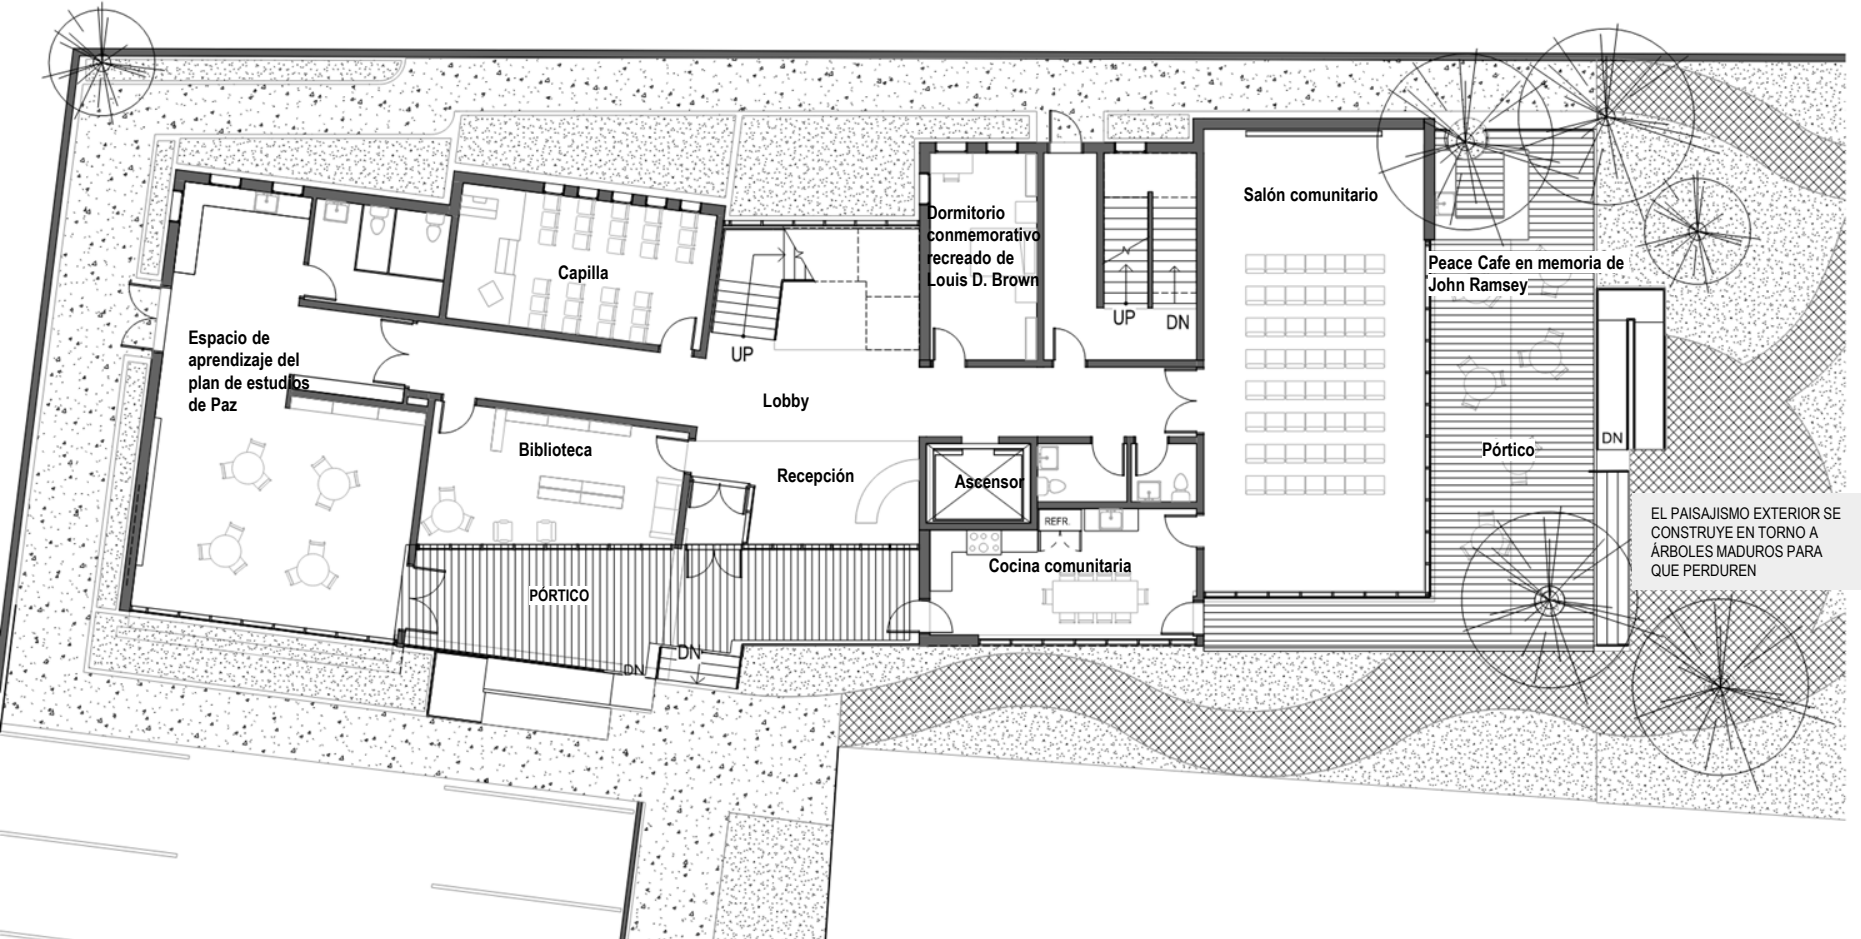 Salón comunitario
Dormitorio
conmemorativo
recreado de
Louis D. Brown
Capilla
Peace Cafe en memoria de
John Ramsey
UP
DN
Espacio de
aprendizaje del
plan de estudios
de Paz
UP
Lobby
Biblioteca
Recepción
Ascensor
Pórtico
DN
REFR.
Cocina comunitaria
PÓRTICO
DN
DN
EL PAISAJISMO EXTERIOR SE
CONSTRUYE EN TORNO A
ÁRBOLES MADUROS PARA
QUE PERDUREN